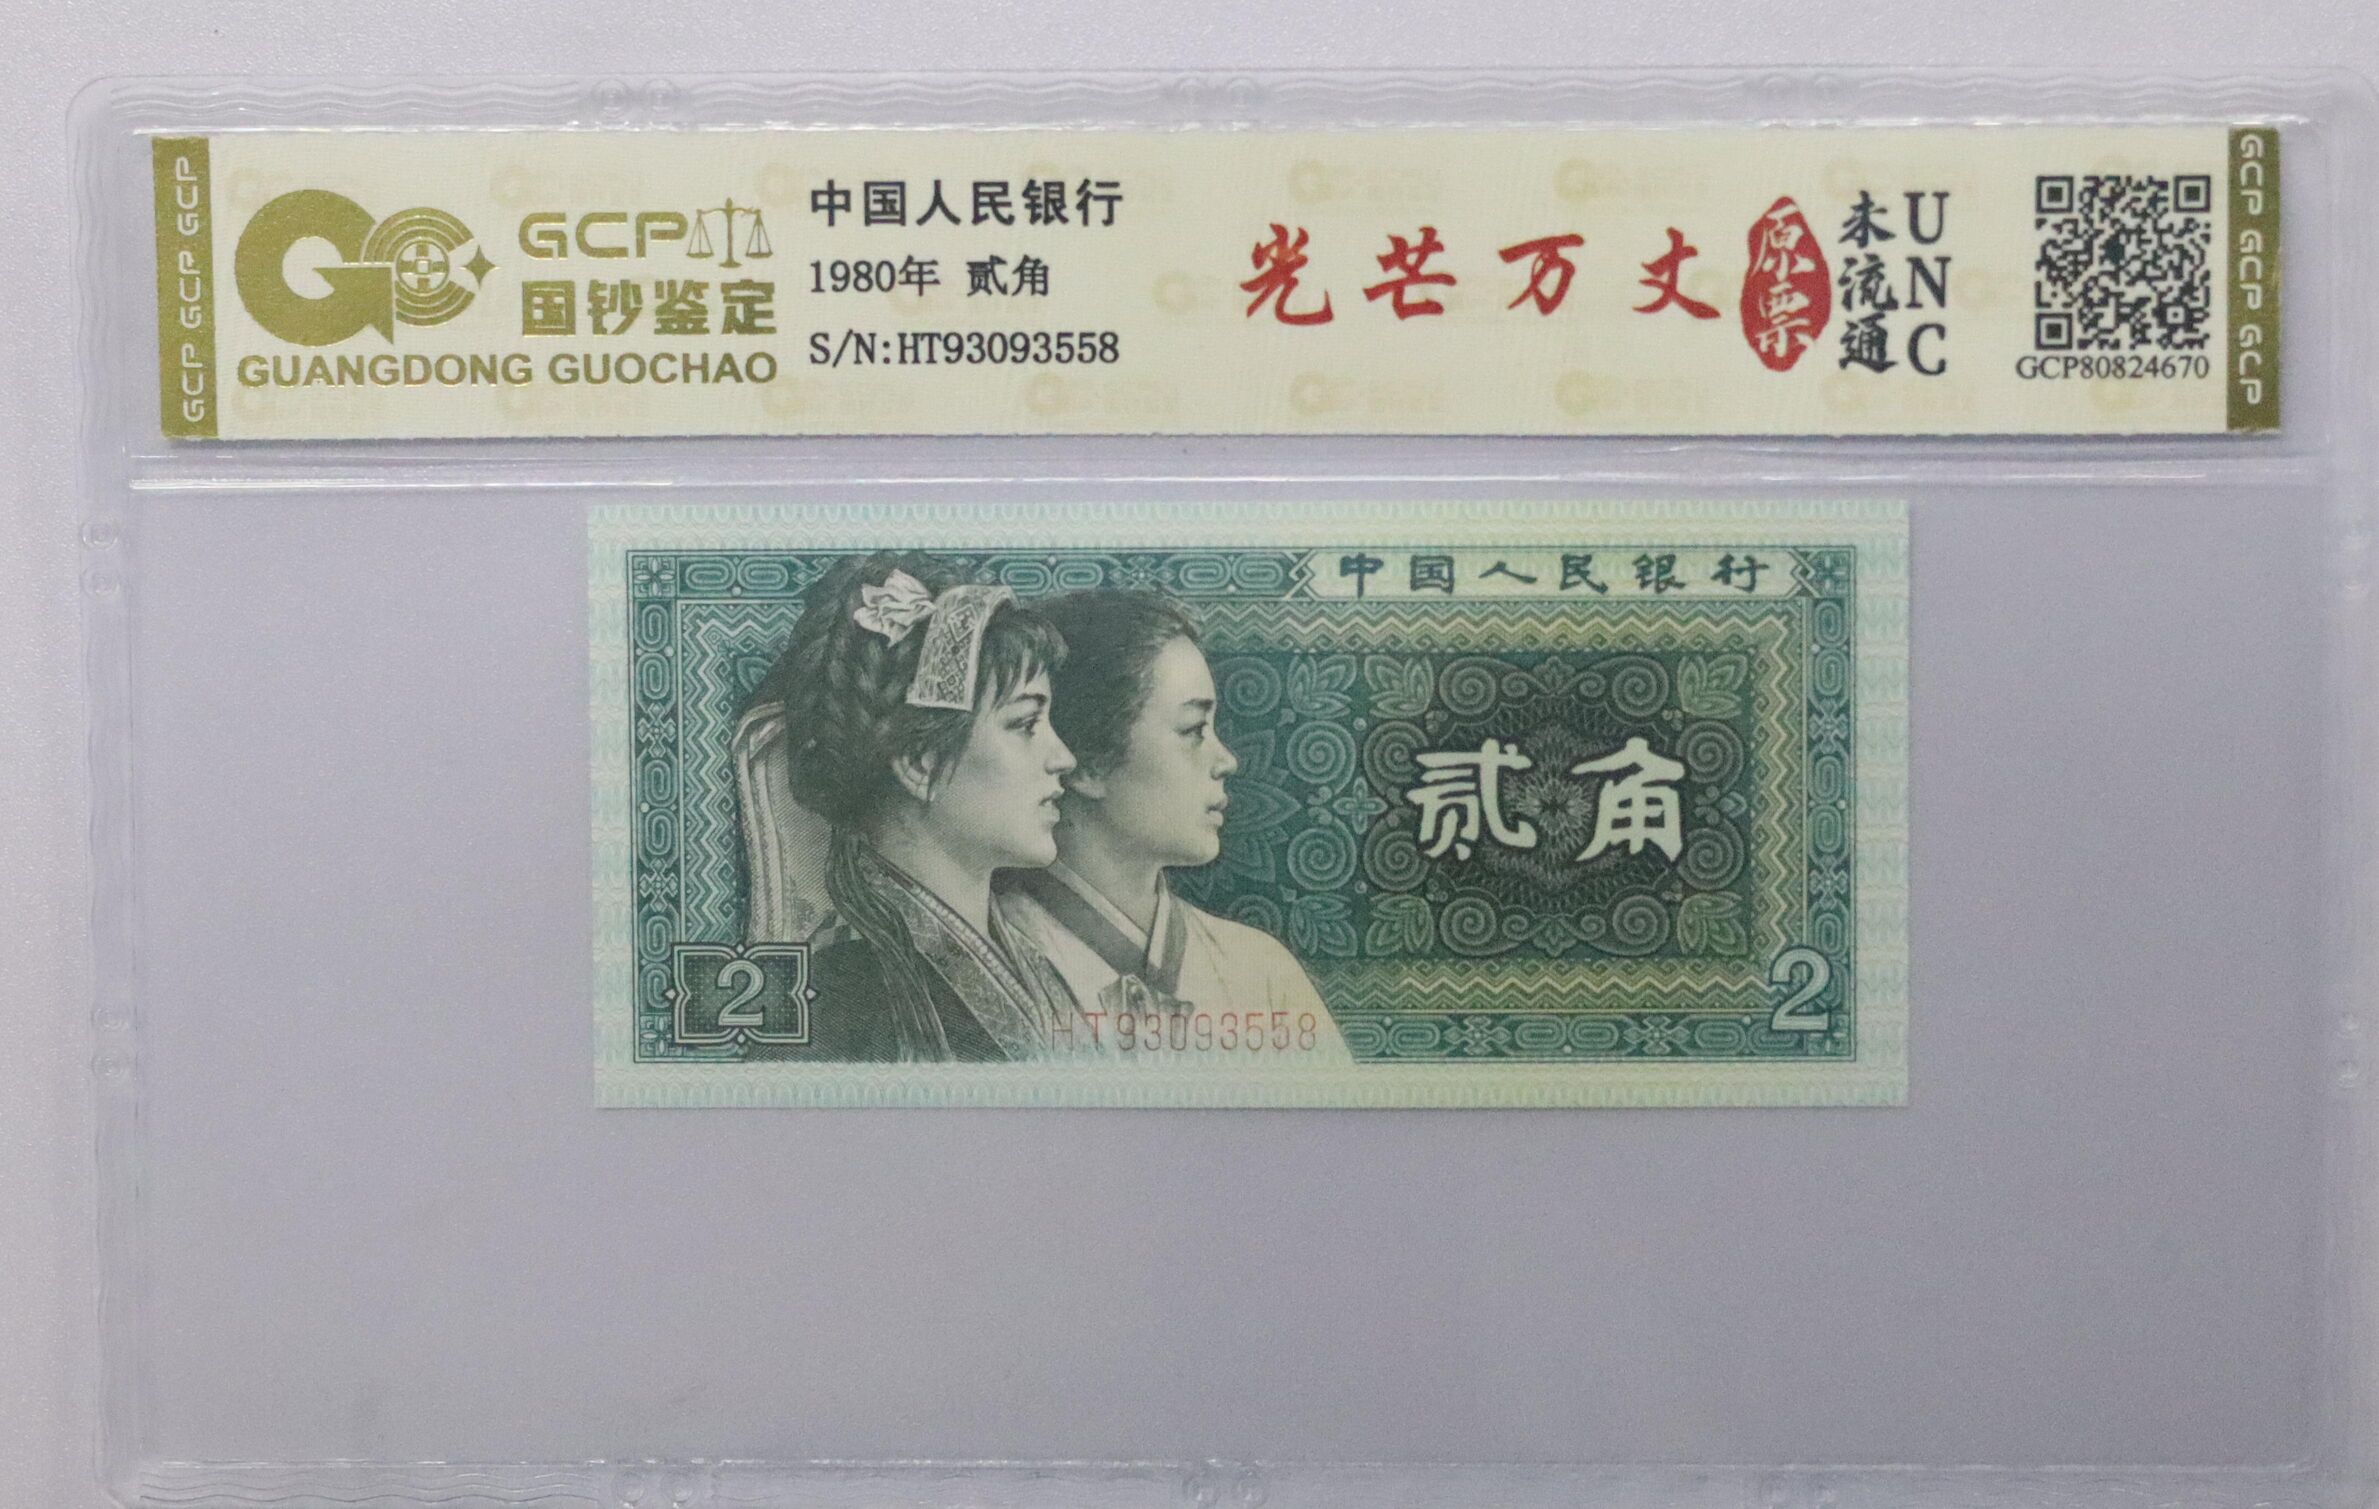 GCP GCP GCP
GCP
国钞鉴定
GUANGDONG GUOCHAO
中国人民银行
1980年 贰角
S/N:HT93093558
光芒万丈
原票
未流通
UNC
GCP80824670
GCP GCP GCP
中国人民银行
贰角
2
2
HT93093558